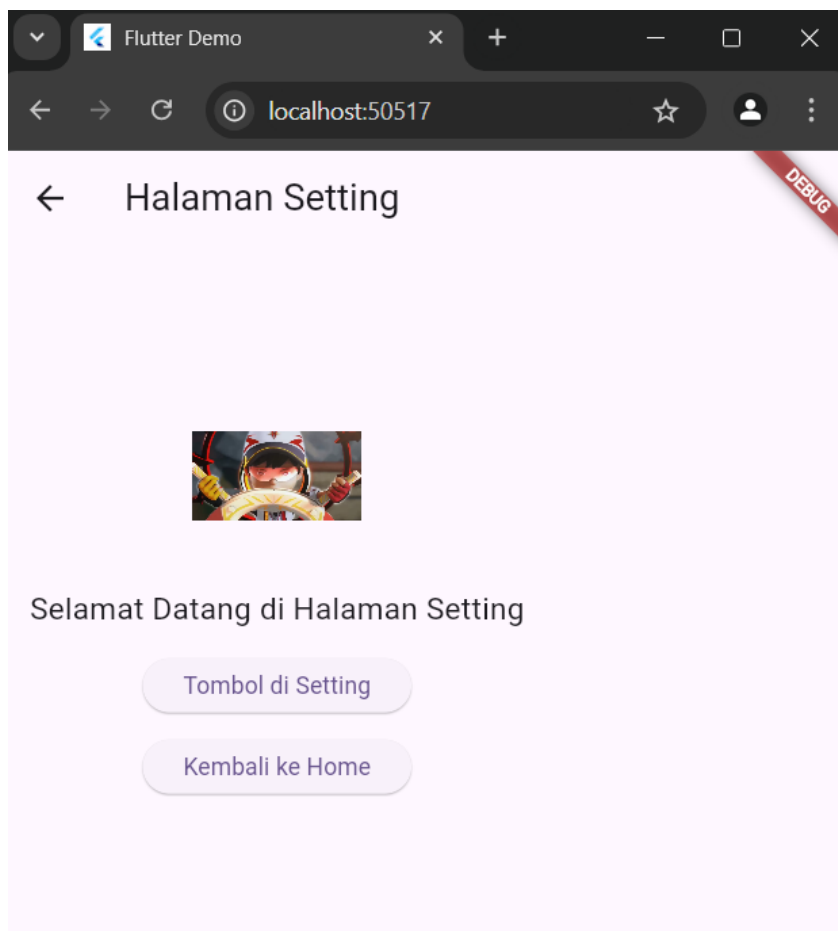 Flutter Demo
localhost:50517
Halaman Setting
DEBUG
Selamat Datang di Halaman Setting
Tombol di Setting
Kembali ke Home